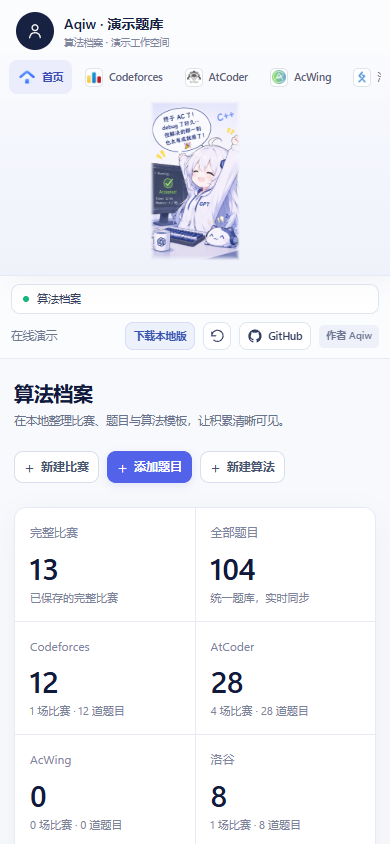 Aqiw · 演示题库
算法档案 · 演示工作空间
首页
Codeforces
AtCoder
AcWing
终于 AC 了!
debug 了好久,
但解决的那一刻
也太有成就感了!
C++
Accepted!
GPT
算法档案
在线演示
下载本地版
GitHub
作者 Aqiw
算法档案
在本地整理比赛、题目与算法模板，让积累清晰可见。
+ 新建比赛
+ 添加题目
+ 新建算法
完整比赛
13
已保存的完整比赛
全部题目
104
统一题库，实时同步
Codeforces
12
1 场比赛 · 12 道题目
AtCoder
28
4 场比赛 · 28 道题目
AcWing
0
0 场比赛 · 0 道题目
洛谷
8
1 场比赛 · 8 道题目